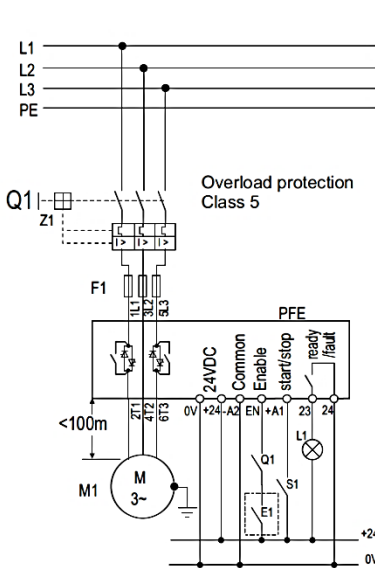 L1
L2
L3
PE
Overload protection
Class 5
Q1
Z1
I> I> I>
F1
1L1 3L2 5L3
PFE
24VDC Common Enable start/stop ready /fault
2T1 4T2 6T3
0V +24 -A2 EN +A1 23 24
<100m
L1
Q1
S1
E1
M1
M
3~
+24
0V